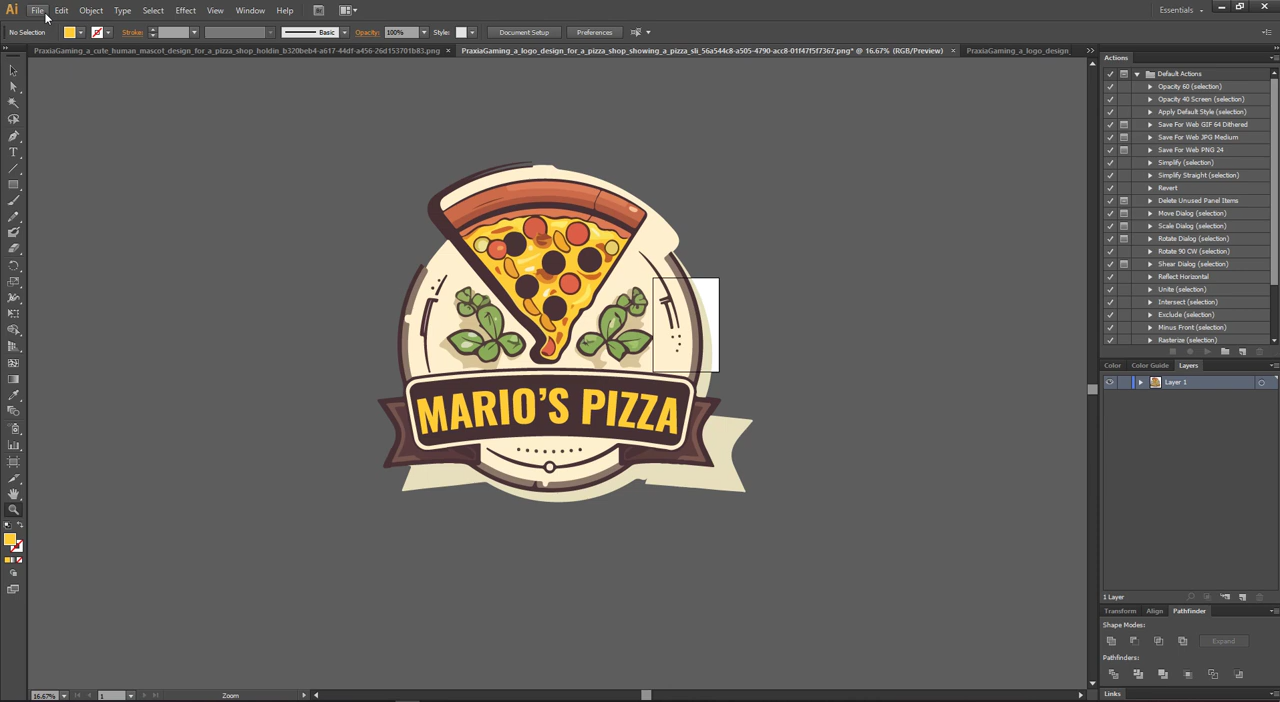 Ai File Edit Object Type Select Effect View Window Help Br Essentials
No Selection Stroke: Basic Opacity: 100% Style: Document Setup Preferences
PraxiaGaming_a_cute_human_mascot_design_for_a_pizza_shop_holdin_b320beb4-a617-44df-a456-26d153701b83.png PraxiaGaming_a_logo_design_for_a_pizza_shop_showing_a_pizza_sli_56a544c8-a505-4790-acc8-01f47f5f7367.png* @ 16.67% (RGB/Preview) PraxiaGaming_a_logo_design_
Actions
Default Actions
Opacity 60 (selection)
Opacity 40 Screen (selection)
Apply Default Style (selection)
Save For Web GIF 64 Dithered
Save For Web JPG Medium
Save For Web PNG 24
Simplify (selection)
Simplify Straight (selection)
Revert
Delete Unused Panel Items
Move Dialog (selection)
Scale Dialog (selection)
Rotate Dialog (selection)
Rotate 90 CW (selection)
Shear Dialog (selection)
Reflect Horizontal
Unite (selection)
Intersect (selection)
Exclude (selection)
Minus Front (selection)
Rasterize (selection)
Color Color Guide Layers
Layer 1
MARIO'S PIZZA
1 Layer
Transform Align Pathfinder
Shape Modes:
Expand
Pathfinders:
Links
16.67% 1 Zoom